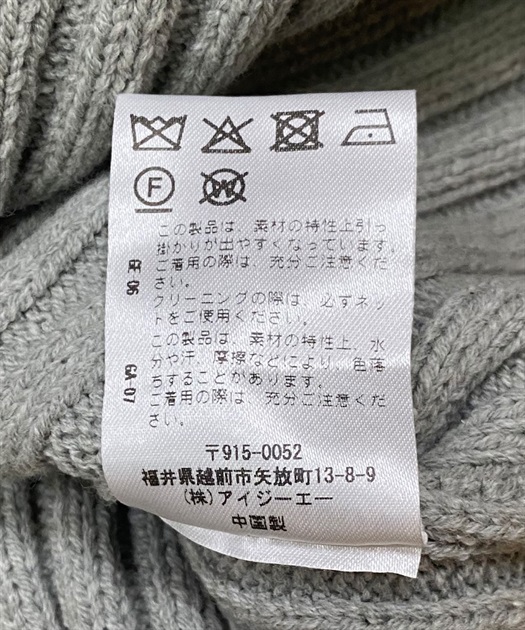 F W
この製品は、素材の特性上引っ
掛かりが出やすくなっています。
ご着用の際は、充分ご注意くだ
さい。
クリーニングの際は、必ずネッ
トをご使用ください。
この製品は、素材の特性上、水
分や汗、摩擦などにより、色落
ちすることがあります。
ご着用の際は、充分ご注意くだ
さい。
GA-07
〒915-0052
福井県越前市矢放町13-8-9
(株)アイジーエー
中国製